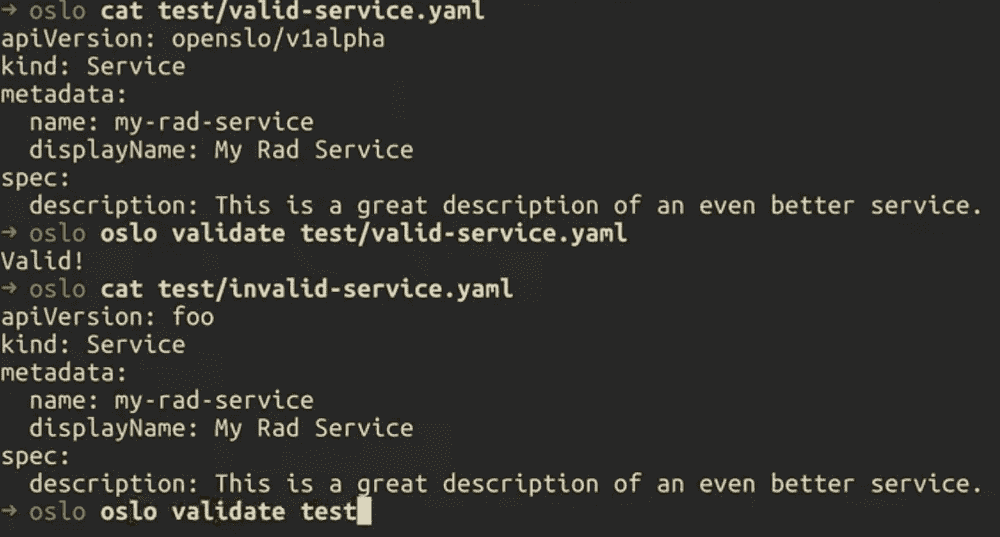 → oslo cat test/valid-service.yaml
apiVersion: openslo/v1alpha
kind: Service
metadata:
  name: my-rad-service
  displayName: My Rad Service
spec:
  description: This is a great description of an even better service.
→ oslo oslo validate test/valid-service.yaml
Valid!
→ oslo cat test/invalid-service.yaml
apiVersion: foo
kind: Service
metadata:
  name: my-rad-service
  displayName: My Rad Service
spec:
  description: This is a great description of an even better service.
→ oslo oslo validate test